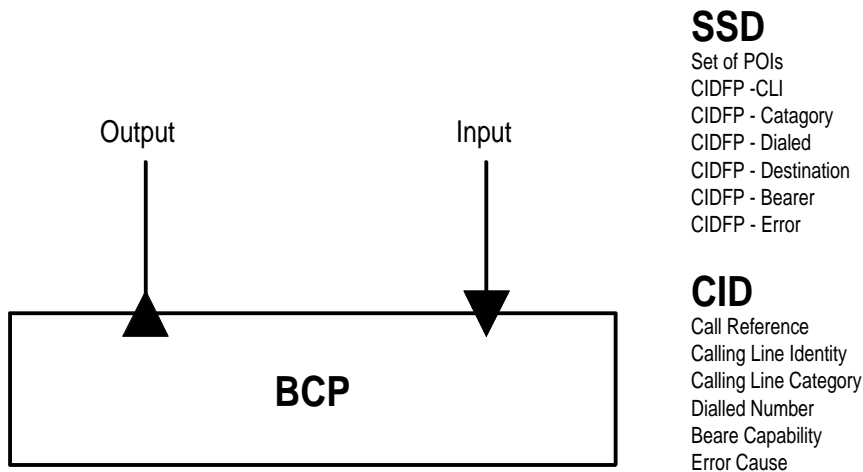 SSD
Set of POIs
CIDFP -CLI
CIDFP - Catagory
CIDFP - Dialed
CIDFP - Destination
CIDFP - Bearer
CIDFP - Error
Output
Input
CID
Call Reference
Calling Line Identity
Calling Line Category
Dialled Number
Beare Capability
Error Cause
BCP